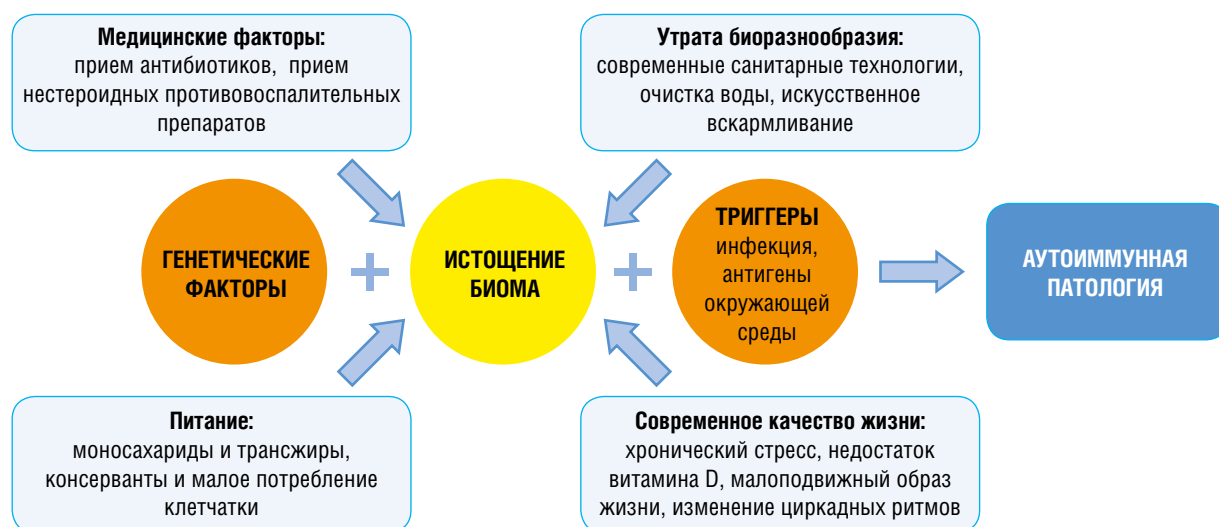 Медицинские факторы:
прием антибиотиков, прием
нестероидных противовоспалительных
препаратов
Утрата биоразнообразия:
современные санитарные технологии,
очистка воды, искусственное
вскармливание
ГЕНЕТИЧЕСКИЕ
ФАКТОРЫ
+
ИСТОЩЕНИЕ
БИОМА
+
ТРИГГЕРЫ
инфекция,
антигены
окружающей
среды
АУТОИММУННАЯ
ПАТОЛОГИЯ
Питание:
моносахариды и трансжиры,
консерванты и малое потребление
клетчатки
Современное качество жизни:
хронический стресс, недостаток
витамина D, малоподвижный образ
жизни, изменение циркадных ритмов